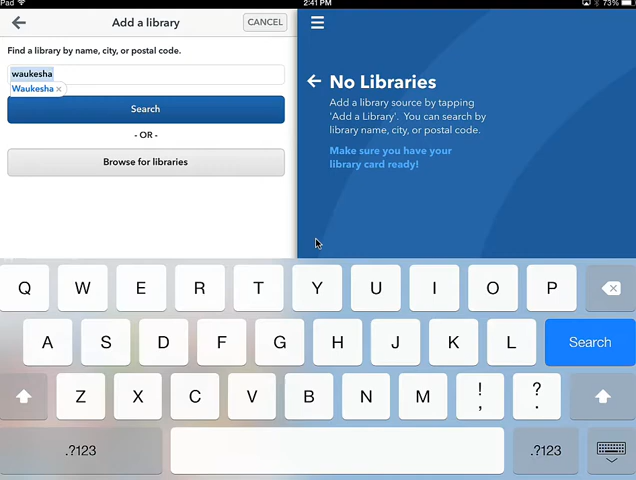 Pad
2:41 PM
73%
Add a library
CANCEL
Find a library by name, city, or postal code.
waukesha
Waukesha ×
Search
- OR -
Browse for libraries
No Libraries
Add a library source by tapping
'Add a Library'. You can search by
library name, city, or postal code.
Make sure you have your
library card ready!
Q W E R T Y U I O P
A S D F G H J K L Search
Z X C V B N M ! , ? .
.?123 .?123